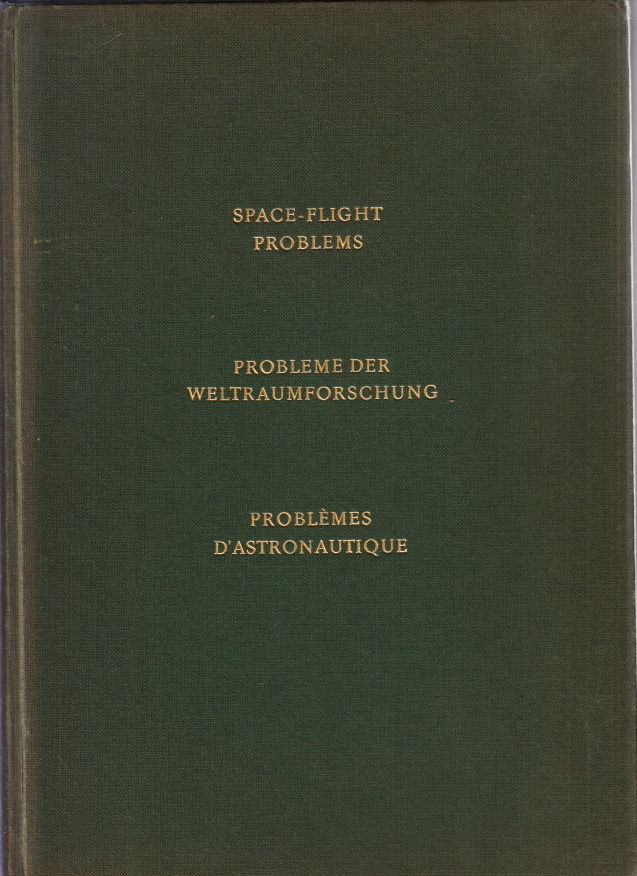 SPACE-FLIGHT
PROBLEMS
PROBLEME DER
WELTRAUMFORSCHUNG
PROBLÈMES
D'ASTRONAUTIQUE